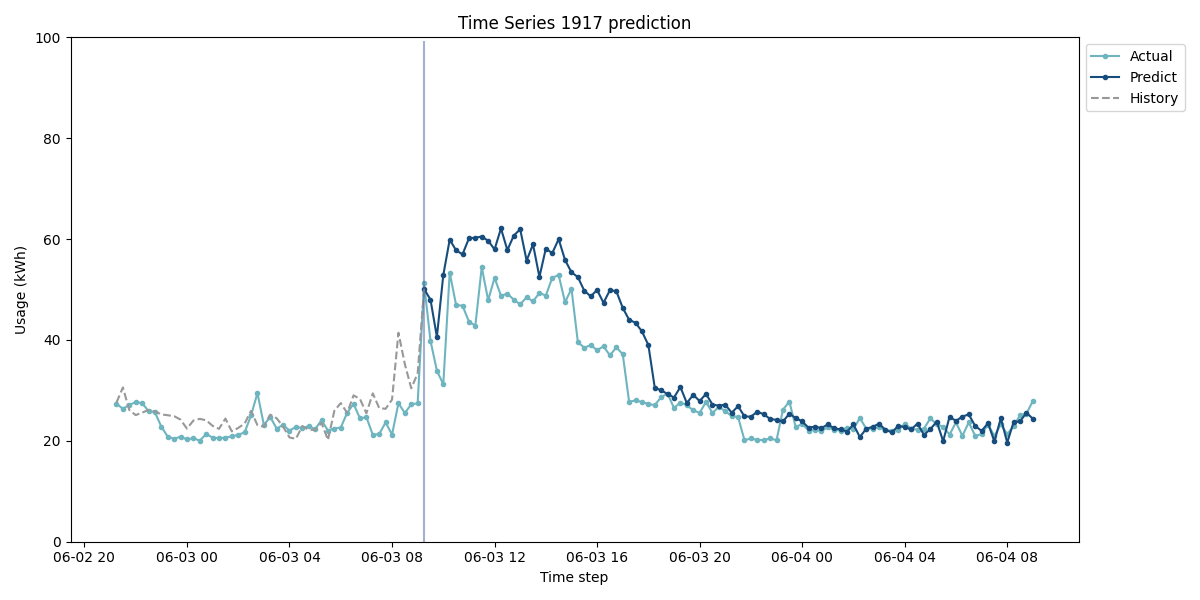 Time Series 1917 prediction
100
80
60
40
20
0
Usage (kWh)
06-02 20 06-03 00 06-03 04 06-03 08 06-03 12 06-03 16 06-03 20 06-04 00 06-04 04 06-04 08
Time step
Actual
Predict
History